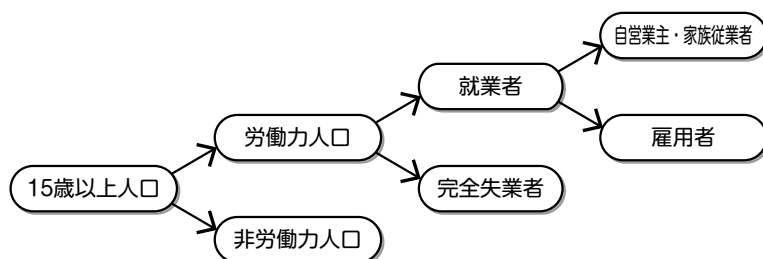 自営業主・家族従業者
就業者
労働力人口
雇用者
15歳以上人口
完全失業者
非労働力人口